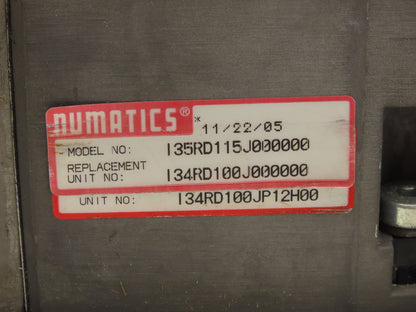 numatics® * 11/22/05
MODEL NO: I35RD115J000000
REPLACEMENT
UNIT NO: I34RD100J000000
UNIT NO: I34RD100JP12H00